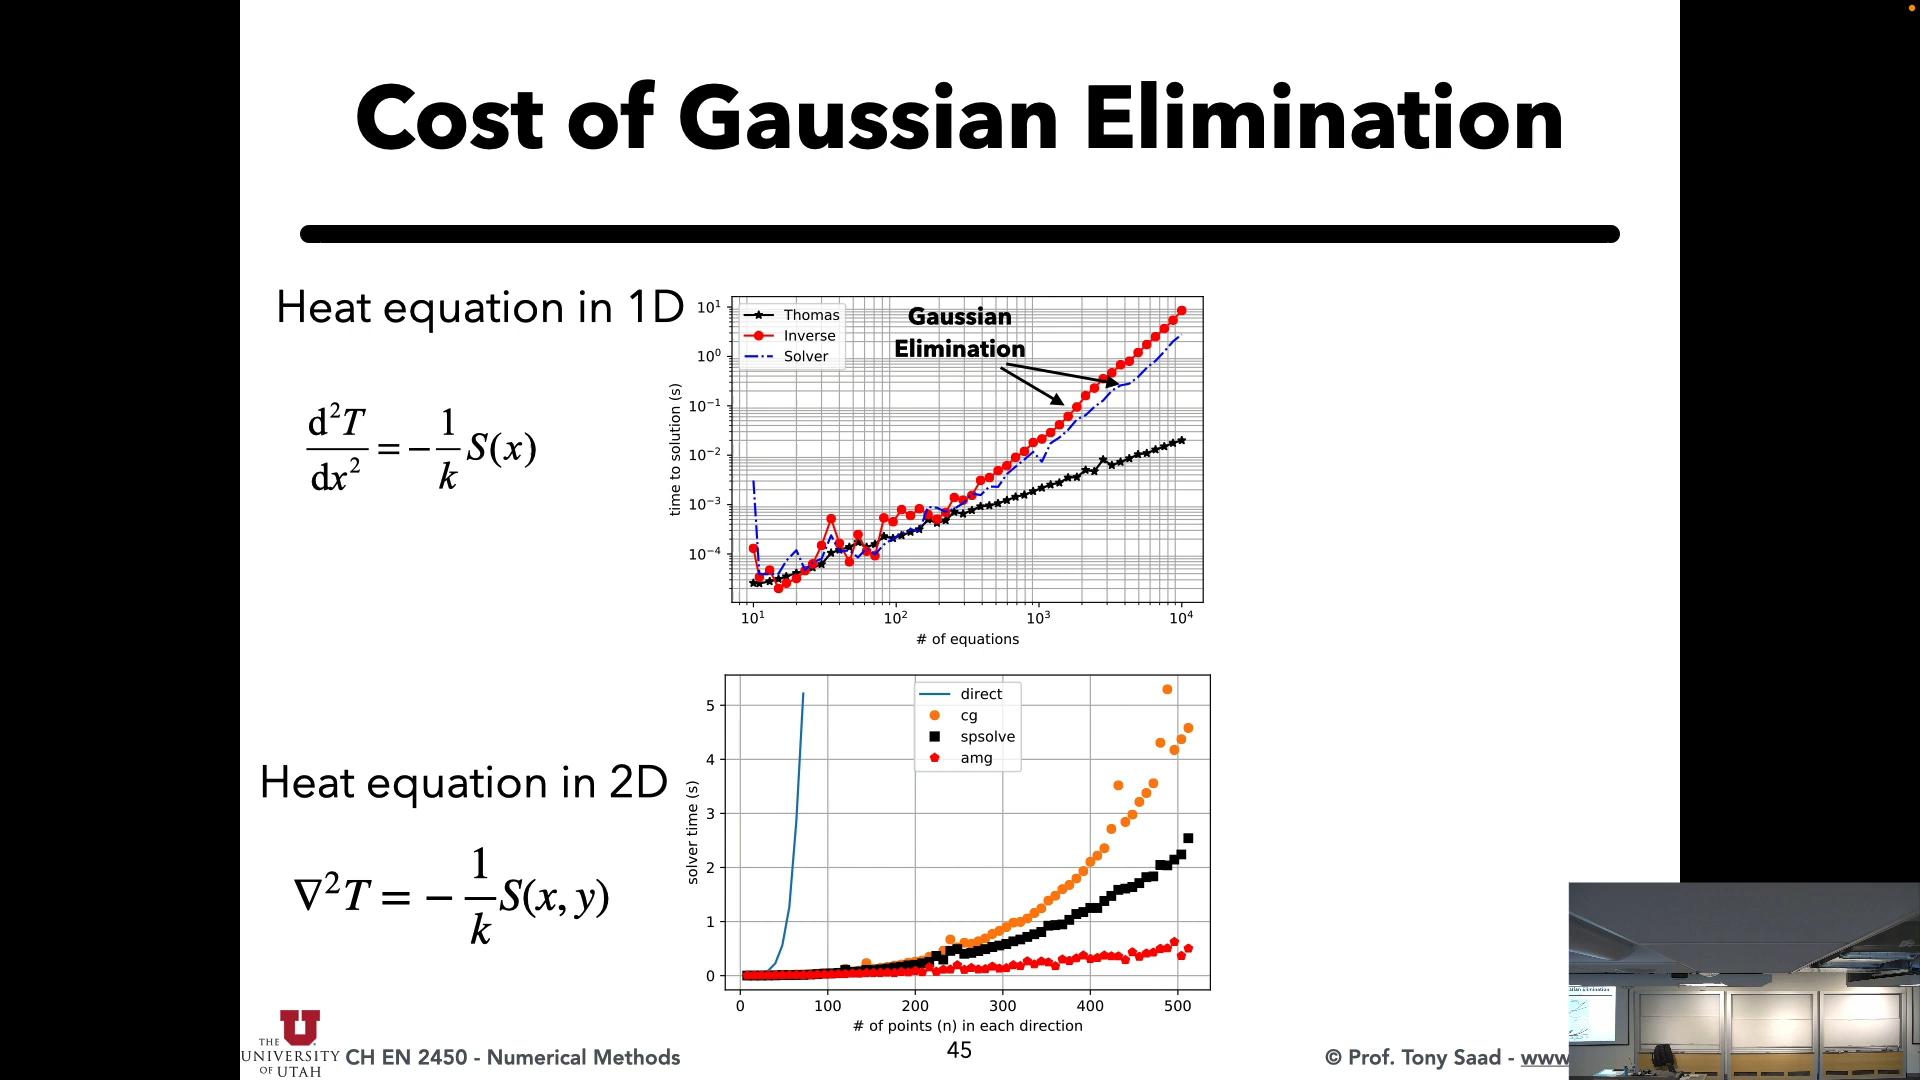 Cost of Gaussian Elimination
Heat equation in 1D
d²T
dx²
= −
1
k
S(x)
10¹
10⁰
10⁻¹
10⁻²
10⁻³
10⁻⁴
time to solution (s)
Thomas
Inverse
Solver
Gaussian
Elimination
10¹ 10² 10³ 10⁴
# of equations
Heat equation in 2D
∇²T = −
1
k
S(x, y)
5
4
3
2
1
0
solver time (s)
direct
cg
spsolve
amg
0 100 200 300 400 500
# of points (n) in each direction
THE
UNIVERSITY
OF UTAH
U
CH EN 2450 - Numerical Methods
45
© Prof. Tony Saad - www